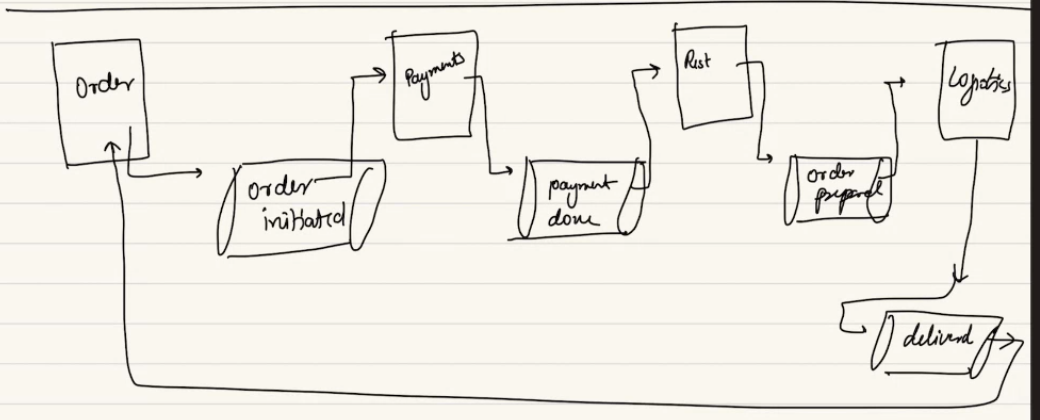 Order
Payments
Rest
Logistics
order
initiated
payment
done
order
prepared
delivered